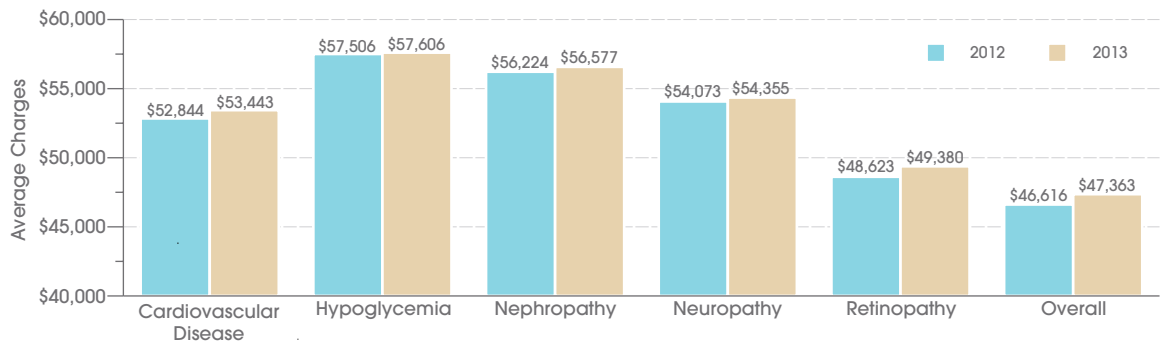 $60,000
$57,506 $57,606
2012 2013
$56,224 $56,577
$55,000
$54,073 $54,355
$52,844 $53,443
Average Charges
$50,000
$48,623 $49,380
$46,616 $47,363
$45,000
$40,000
Cardiovascular
Disease
Hypoglycemia
Nephropathy
Neuropathy
Retinopathy
Overall